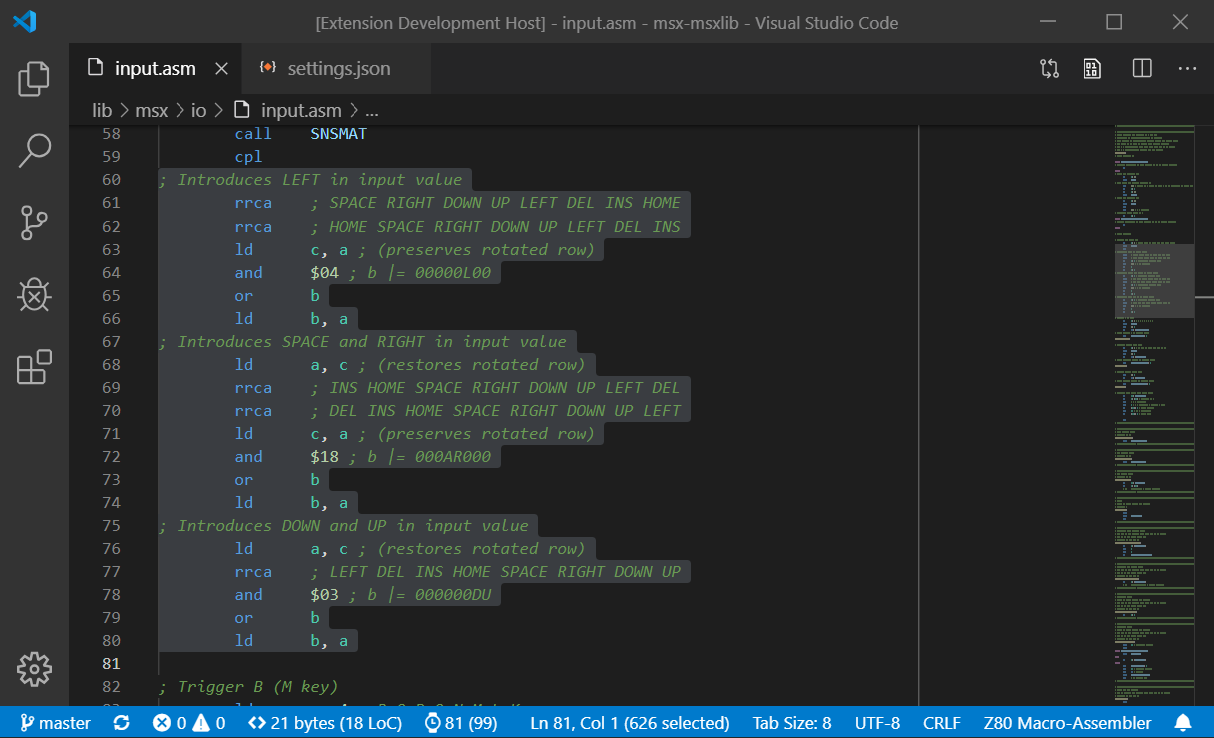 [Extension Development Host] - input.asm - msx-msxlib - Visual Studio Code
input.asm settings.json
lib > msx > io > input.asm > ...
58 call SNSMAT
59 cpl
60 ; Introduces LEFT in input value
61 rrca ; SPACE RIGHT DOWN UP LEFT DEL INS HOME
62 rrca ; HOME SPACE RIGHT DOWN UP LEFT DEL INS
63 ld c, a ; (preserves rotated row)
64 and $04 ; b |= 00000L00
65 or b
66 ld b, a
67 ; Introduces SPACE and RIGHT in input value
68 ld a, c ; (restores rotated row)
69 rrca ; INS HOME SPACE RIGHT DOWN UP LEFT DEL
70 rrca ; DEL INS HOME SPACE RIGHT DOWN UP LEFT
71 ld c, a ; (preserves rotated row)
72 and $18 ; b |= 000AR000
73 or b
74 ld b, a
75 ; Introduces DOWN and UP in input value
76 ld a, c ; (restores rotated row)
77 rrca ; LEFT DEL INS HOME SPACE RIGHT DOWN UP
78 and $03 ; b |= 000000DU
79 or b
80 ld b, a
81
82 ; Trigger B (M key)
master 0 0 21 bytes (18 LoC) 81 (99) Ln 81, Col 1 (626 selected) Tab Size: 8 UTF-8 CRLF Z80 Macro-Assembler